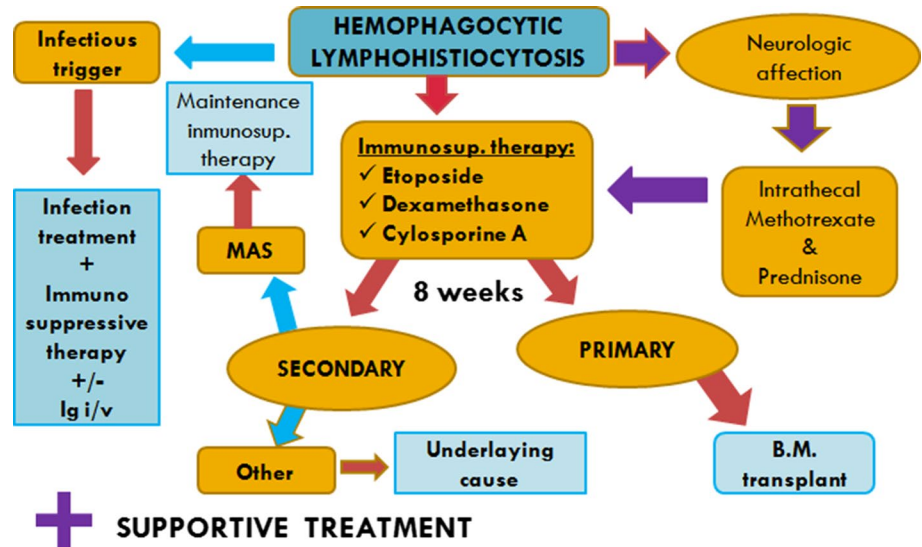 HEMOPHAGOCYTIC
LYMPHOHISTIOCYTOSIS
Infectious
trigger
Neurologic
affection
Maintenance
inmunosup.
therapy
Immunosup. therapy:
✓ Etoposide
✓ Dexamethasone
✓ Cylosporine A
Intrathecal
Methotrexate
&
Prednisone
Infection
treatment
+
Immuno
suppressive
therapy
+/-
Ig i/v
MAS
8 weeks
SECONDARY
PRIMARY
Other
Underlaying
cause
B.M.
transplant
SUPPORTIVE TREATMENT